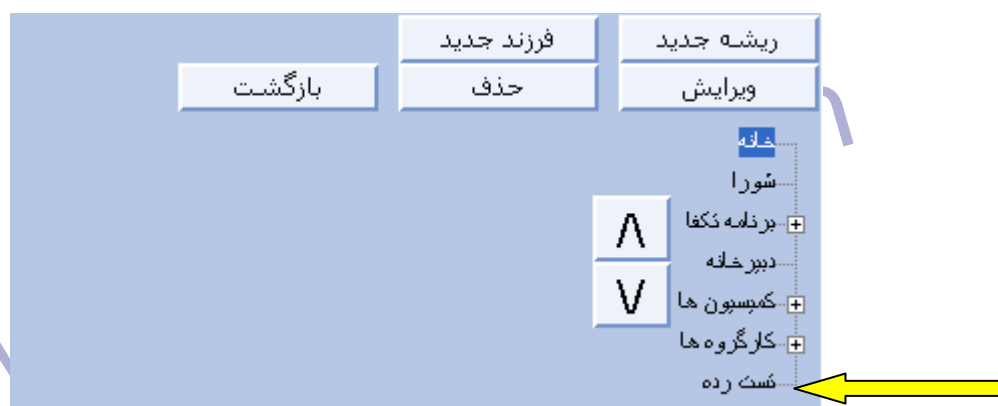 ریشه جدید فرزند جدید
ویرایش حذف بازگشت
خانه
شورا
برنامه تکفا
دبیرخانه
کمیسیون ها
کارگروه ها
تست رده